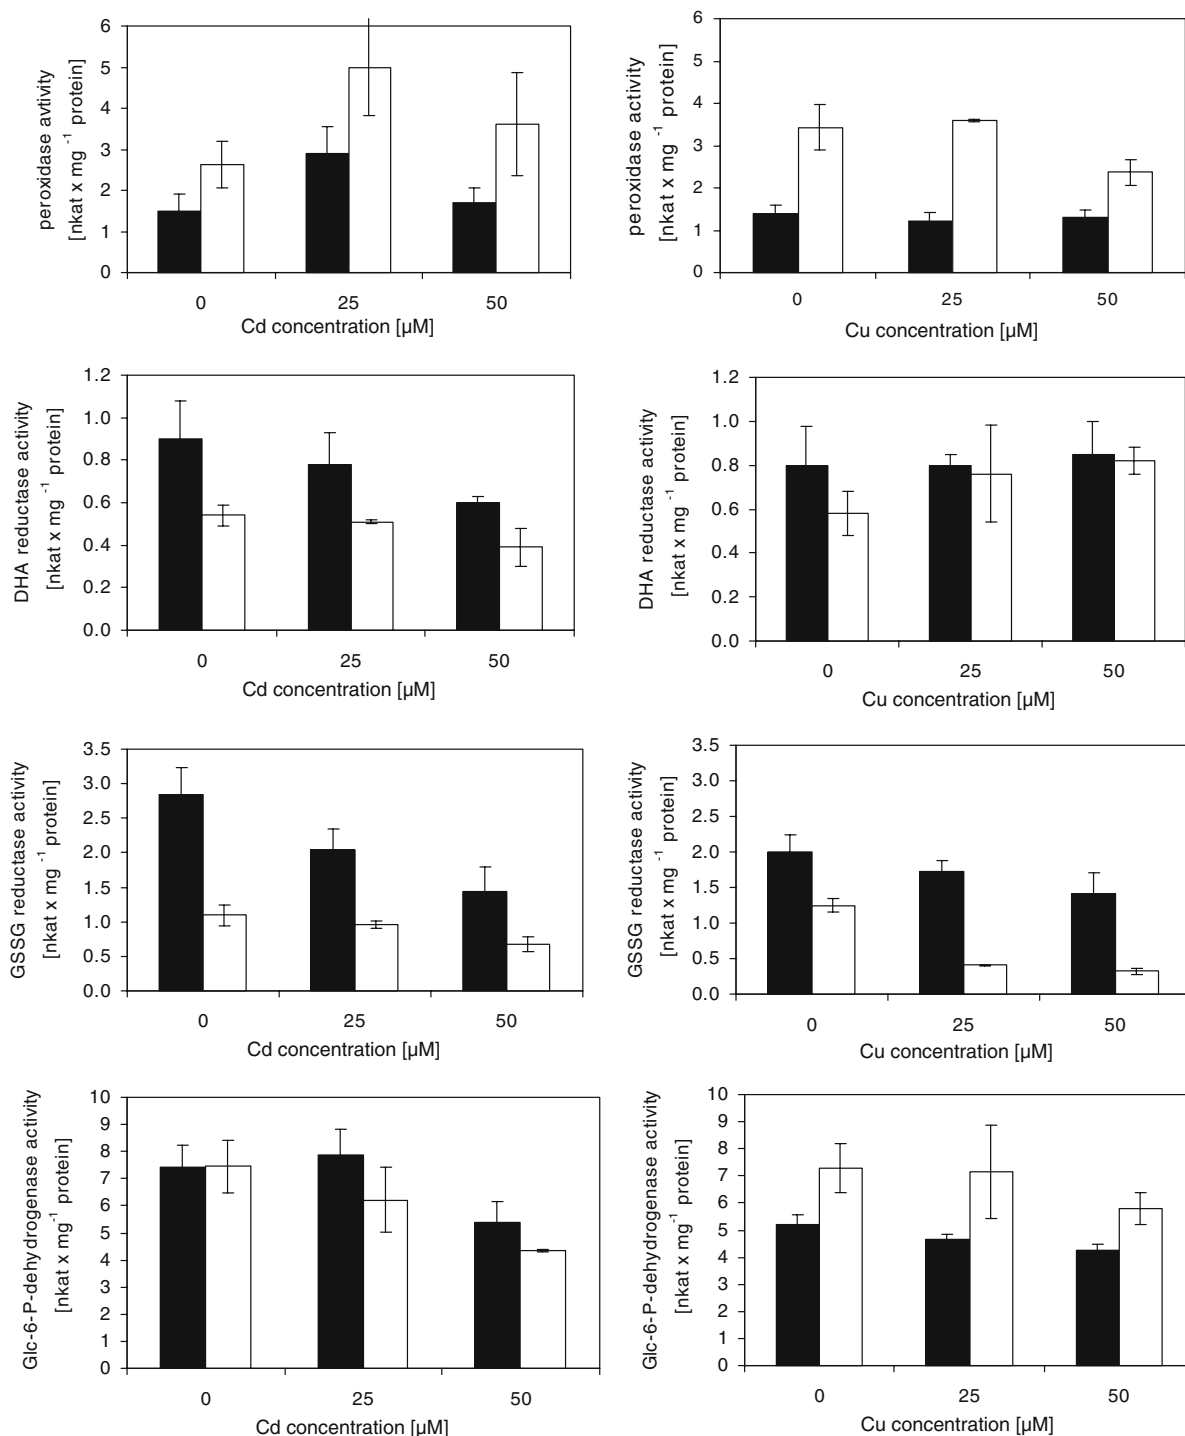 peroxidase avtivity
[nkat x mg -1 protein]
6
5
4
3
2
1
0
0 25 50
Cd concentration [µM]
peroxidase activity
[nkat x mg -1 protein]
6
5
4
3
2
1
0
0 25 50
Cu concentration [µM]
DHA reductase activity
[nkat x mg -1 protein]
1.2
1.0
0.8
0.6
0.4
0.2
0.0
0 25 50
Cd concentration [µM]
DHA reductase activity
[nkat x mg -1 protein]
1.2
1.0
0.8
0.6
0.4
0.2
0.0
0 25 50
Cu concentration [µM]
GSSG reductase activity
[nkat x mg -1 protein]
3.5
3.0
2.5
2.0
1.5
1.0
0.5
0.0
0 25 50
Cd concentration [µM]
GSSG reductase activity
[nkat x mg -1 protein]
3.5
3.0
2.5
2.0
1.5
1.0
0.5
0.0
0 25 50
Cu concentration [µM]
Glc-6-P-dehydrogenase activity
[nkat x mg -1 protein]
10
9
8
7
6
5
4
3
2
1
0
0 25 50
Cd concentration [µM]
Glc-6-P-dehydrogenase activity
[nkat x mg-1 protein]
10
9
8
7
6
5
4
3
2
1
0
0 25 50
Cu concentration [µM]